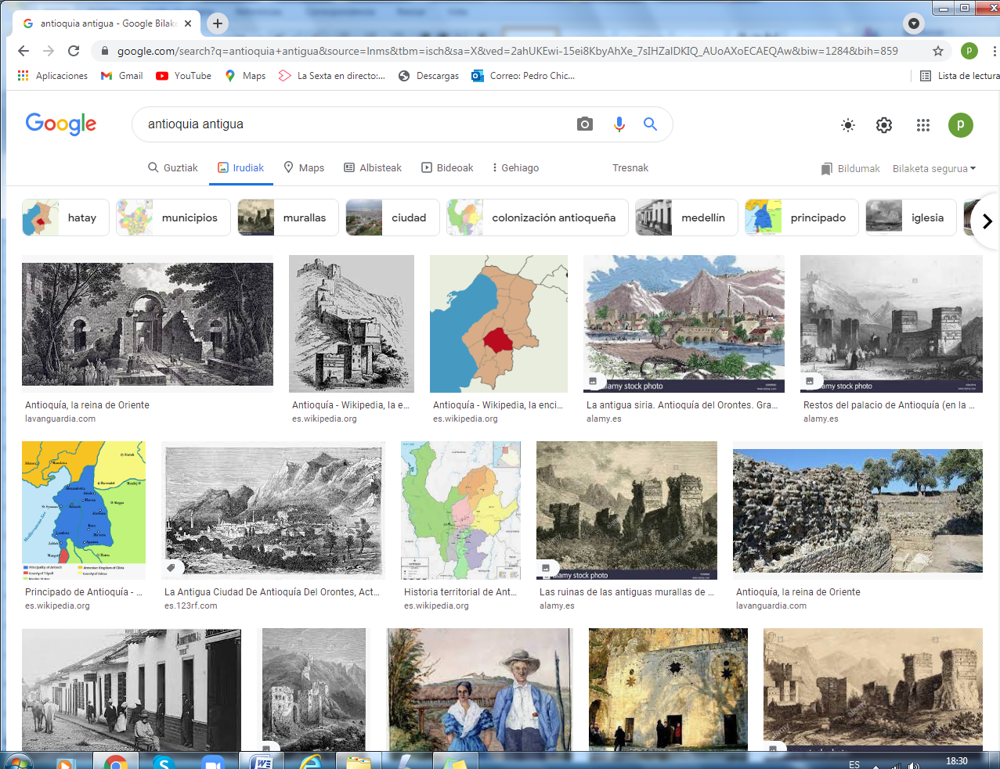 antioquia antigua - Google Bilak
google.com/search?q=antioquia+antigua&source=lnms&tbm=isch&sa=X&ved=2ahUKEwi-15ei8KbyAhXe_7sIHZalDKIQ_AUoAXoECAEQAw&biw=1284&bih=859
p
Aplicaciones
Gmail
YouTube
Maps
La Sexta en directo:...
Descargas
Correo: Pedro Chic...
Lista de lectura
Google
antioquia antigua
p
Guztiak
Irudiak
Maps
Albisteak
Bideoak
Gehiago
Tresnak
Bildumak
Bilaketa segurua
hatay
municipios
murallas
ciudad
colonización antioqueña
medellín
principado
iglesia
alamy stock photo
alamy stock photo
Antioquía, la reina de Oriente
lavanguardia.com
Antioquía - Wikipedia, la e...
es.wikipedia.org
Antioquía - Wikipedia, la enci...
es.wikipedia.org
La antigua siria. Antioquía del Orontes. Gra...
alamy.es
Restos del palacio de Antioquía (en la ...
alamy.es
Mediterranean Sea
alamy stock photo
Principado de Antioquía - ...
es.wikipedia.org
La Antigua Ciudad De Antioquía Del Orontes, Act...
es.123rf.com
Historia territorial de Ant...
es.wikipedia.org
Las ruinas de las antiguas murallas de ...
alamy.es
Antioquía, la reina de Oriente
lavanguardia.com
ES
18:30